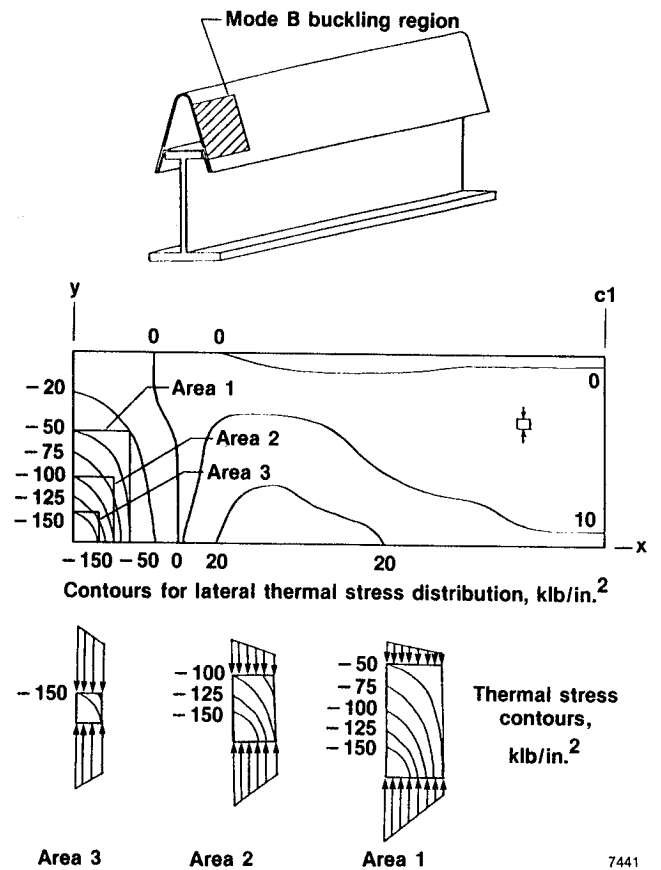 Mode B buckling region
y
c1
0 0
−20
Area 1
0
−50
Area 2
−75
−100
Area 3
−125
−150
10
−150 −50 0 20 20
x
Contours for lateral thermal stress distribution, klb/in.²
−50
−100
−75
−150
−125
−100
−150
−125
−150
Thermal stress
contours,
klb/in.²
Area 3 Area 2 Area 1
7441